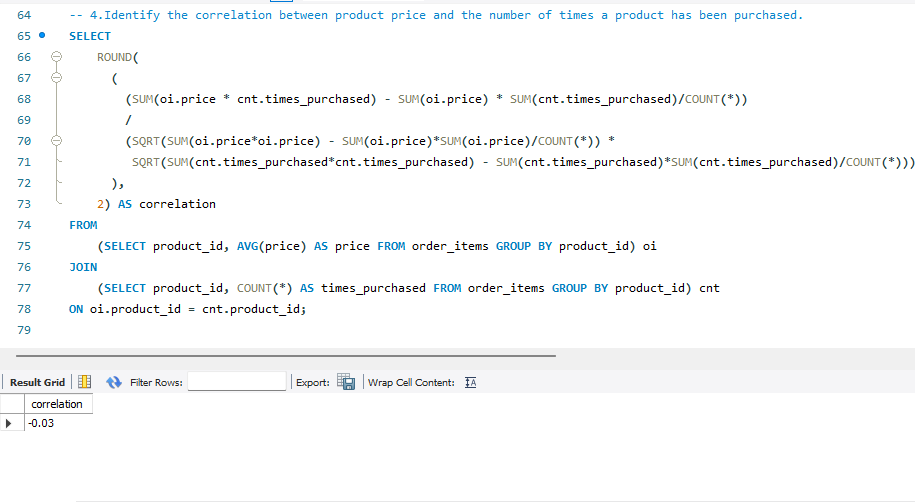 64 -- 4.Identify the correlation between product price and the number of times a product has been purchased.
65 SELECT
66 ROUND(
67 (
68 (SUM(oi.price * cnt.times_purchased) - SUM(oi.price) * SUM(cnt.times_purchased)/COUNT(*))
69 /
70 (SQRT(SUM(oi.price*oi.price) - SUM(oi.price)*SUM(oi.price)/COUNT(*)) *
71 SQRT(SUM(cnt.times_purchased*cnt.times_purchased) - SUM(cnt.times_purchased)*SUM(cnt.times_purchased)/COUNT(*)))
72 ),
73 2) AS correlation
74 FROM
75 (SELECT product_id, AVG(price) AS price FROM order_items GROUP BY product_id) oi
76 JOIN
77 (SELECT product_id, COUNT(*) AS times_purchased FROM order_items GROUP BY product_id) cnt
78 ON oi.product_id = cnt.product_id;
79
Result Grid Filter Rows: Export: Wrap Cell Content:
correlation
-0.03